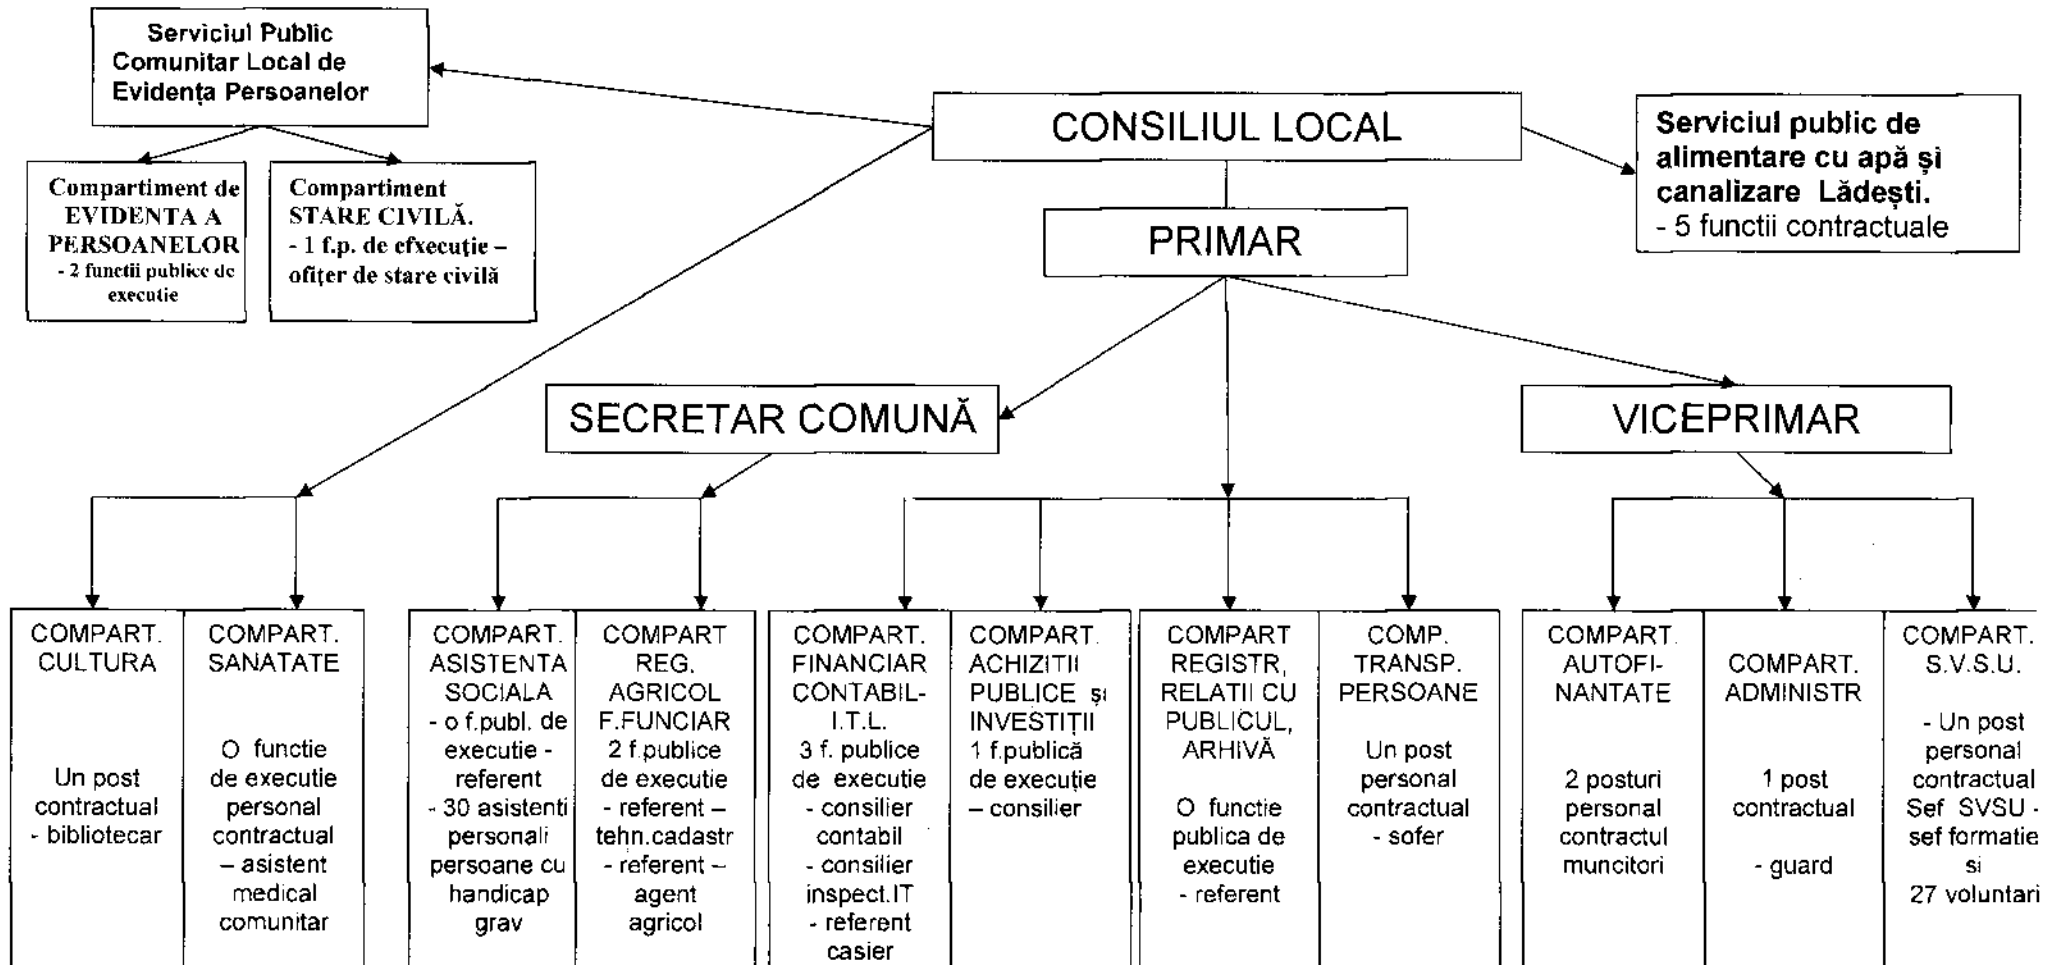 Serviciul Public
Comunitar Local de
Evidența Persoanelor
CONSILIUL LOCAL
Serviciul public de
alimentare cu apă și
canalizare Lădești.
- 5 functii contractuale
Compartiment de
EVIDENTA A
PERSOANELOR
- 2 functii publice de
executie
Compartiment
STARE CIVILĂ.
- 1 f.p. de efxecuție –
ofițer de stare civilă
PRIMAR
SECRETAR COMUNĂ
VICEPRIMAR
COMPART.
CULTURA
Un post
contractual
- bibliotecar
COMPART.
SANATATE
O functie
de executie
personal
contractual
– asistent
medical
comunitar
COMPART.
ASISTENTA
SOCIALA
- o f.publ. de
executie -
referent
- 30 asistenti
personali
persoane cu
handicap
grav
COMPART
REG.
AGRICOL
F.FUNCIAR
2 f.publice
de executie
- referent –
tehn.cadastr
- referent –
agent
agricol
COMPART.
FINANCIAR
CONTABIL-
I.T.L.
3 f. publice
de executie
- consilier
contabil
- consilier
inspect.IT
- referent
casier
COMPART.
ACHIZITII
PUBLICE și
INVESTIȚII
1 f.publică
de execuție
– consilier
COMPART
REGISTR,
RELATII CU
PUBLICUL,
ARHIVĂ
O functie
publica de
executie
- referent
COMP.
TRANSP.
PERSOANE
Un post
personal
contractual
- sofer
COMPART.
AUTOFI-
NANTATE
2 posturi
personal
contractul
muncitori
COMPART.
ADMINISTR
1 post
contractual
- guard
COMPART.
S.V.S.U.
- Un post
personal
contractual
Sef SVSU -
sef formatie
si
27 voluntari